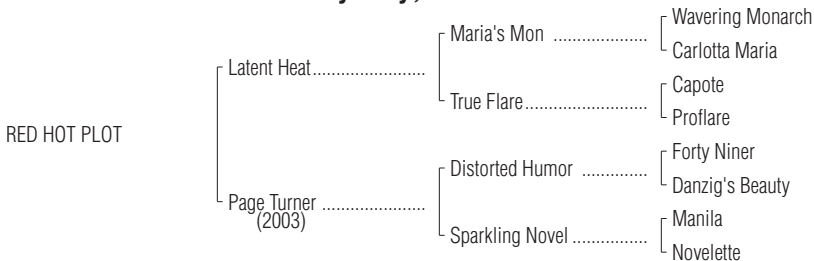 Wavering Monarch
Maria's Mon ....................
Carlotta Maria
Latent Heat........................
Capote
True Flare..........................
Proflare
RED HOT PLOT
Forty Niner
Distorted Humor ..............
Danzig's Beauty
Page Turner ......................
(2003)
Manila
Sparkling Novel ................
Novelette